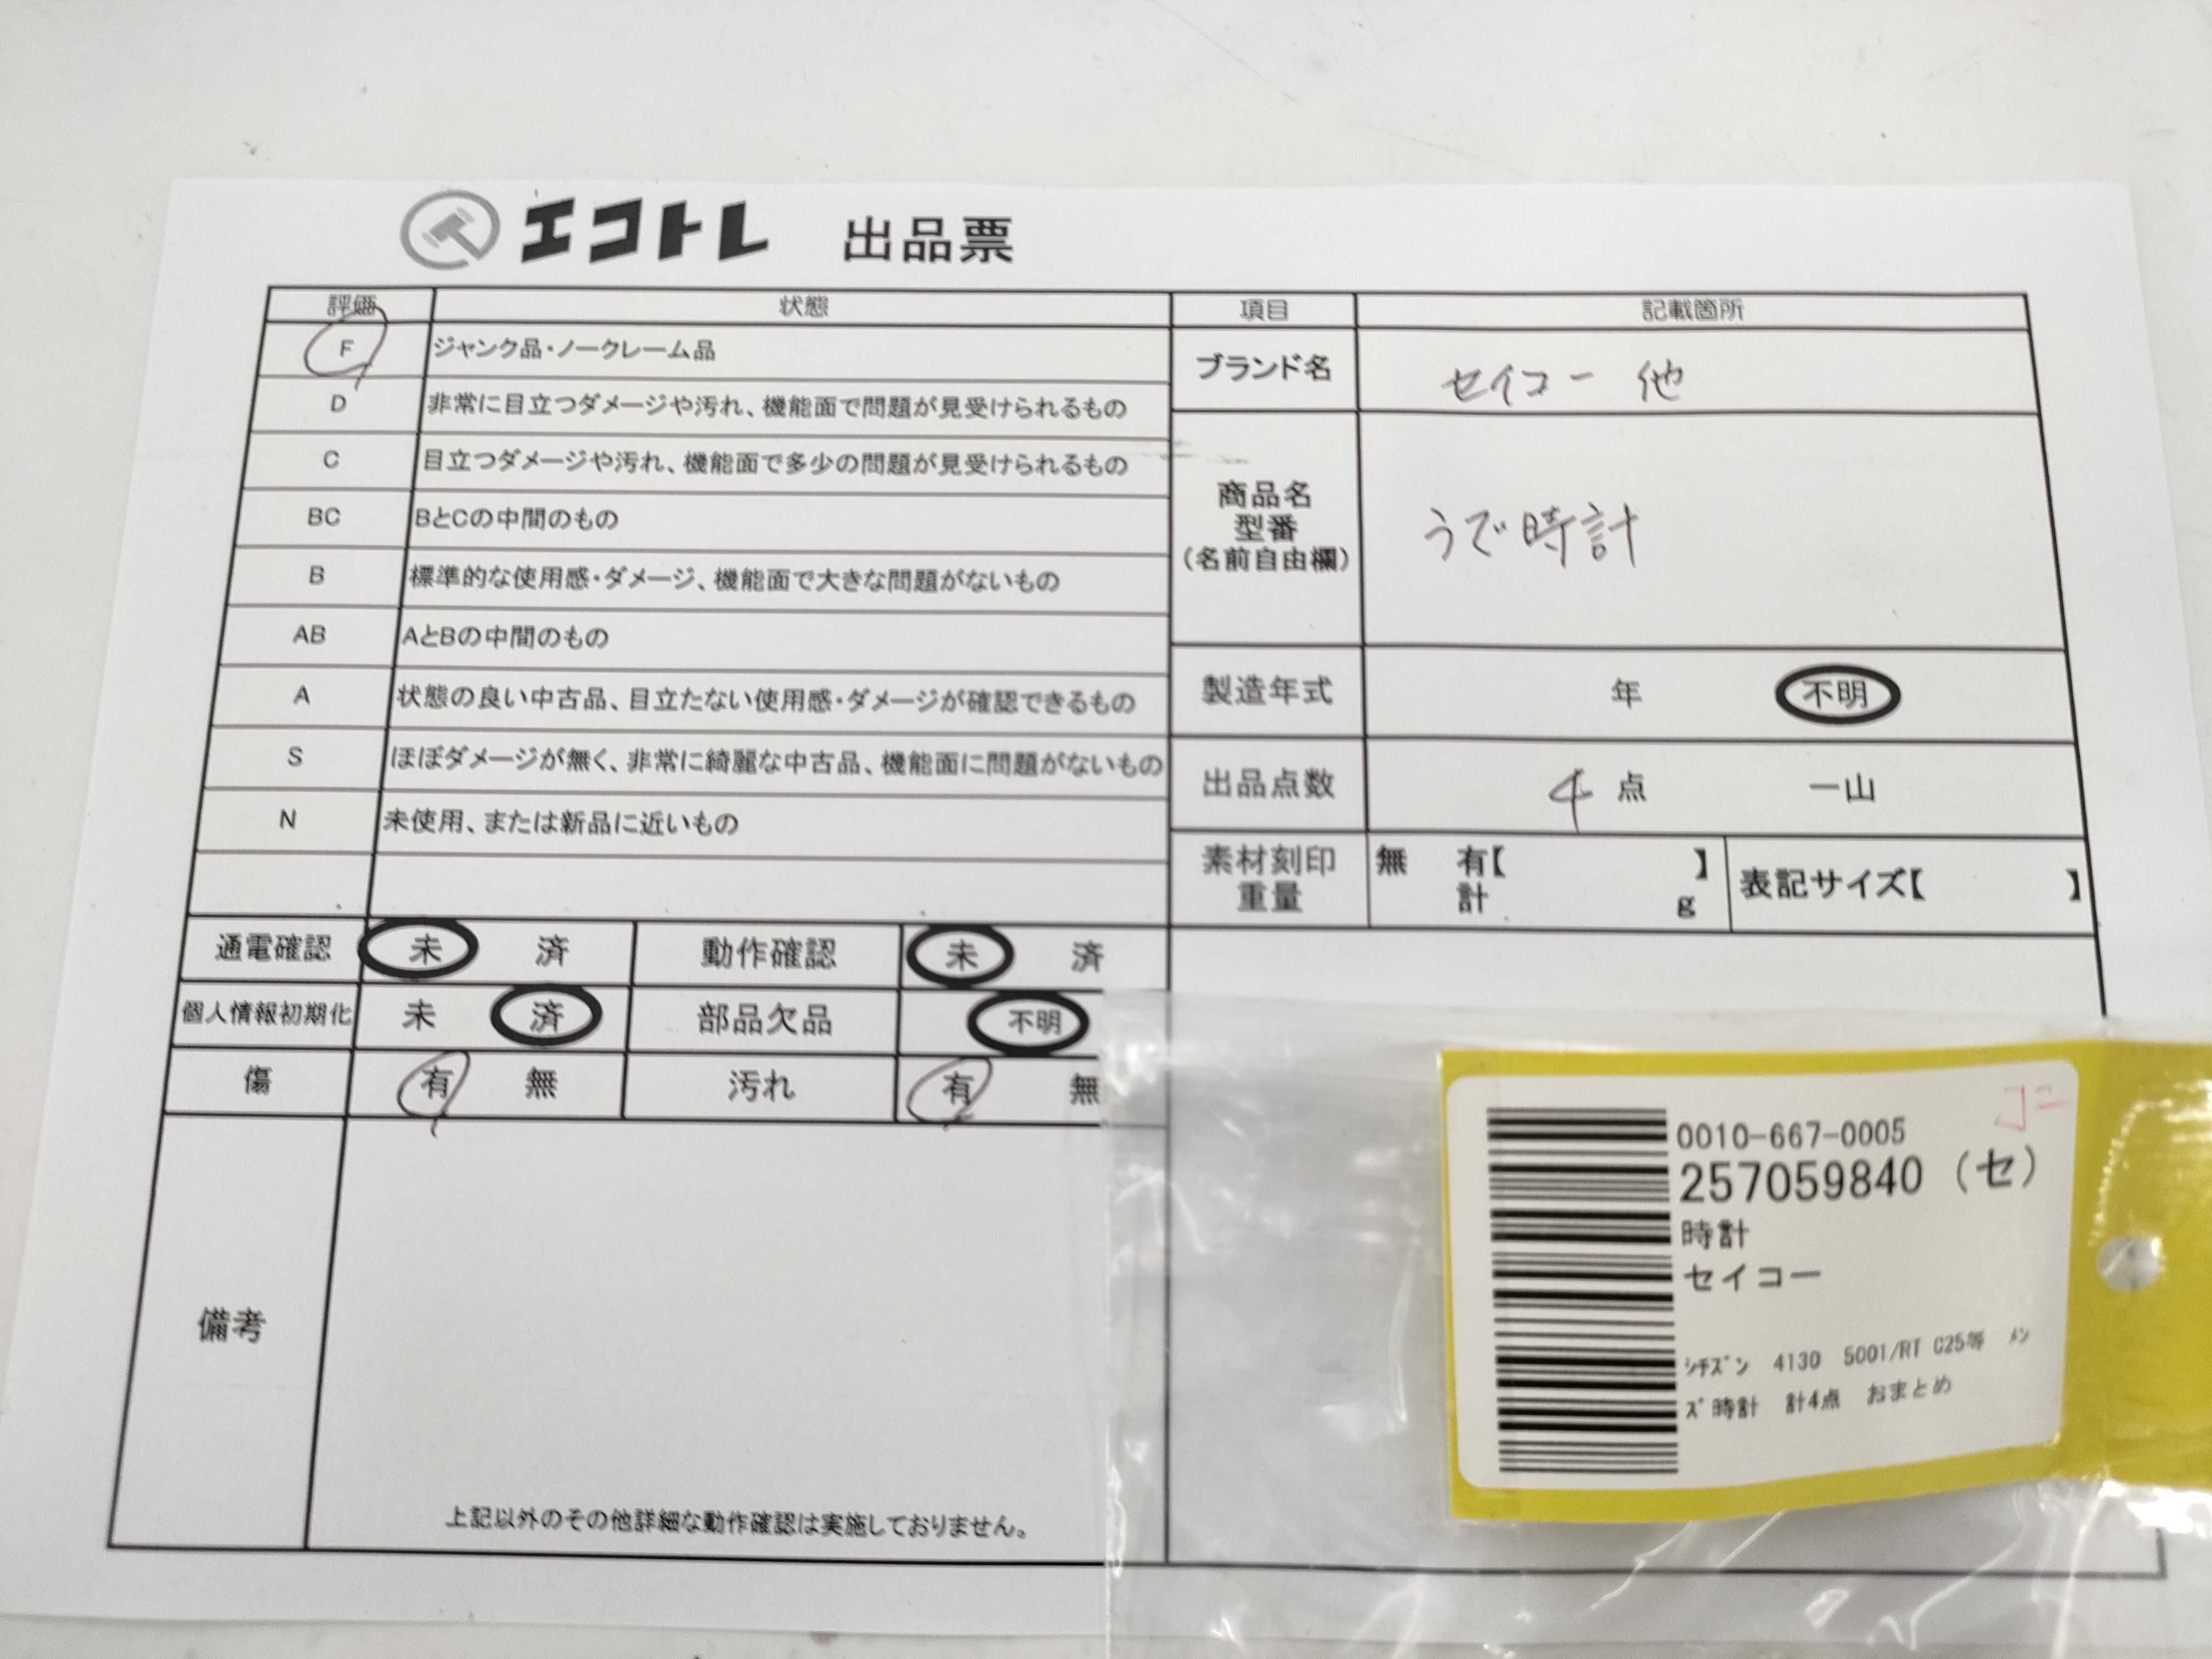 エコトレ 出品票
評価 状態
F ジャンク品・ノークレーム品
D 非常に目立つダメージや汚れ、機能面で問題が見受けられるもの
C 目立つダメージや汚れ、機能面で多少の問題が見受けられるもの
BC BとCの中間のもの
B 標準的な使用感・ダメージ、機能面で大きな問題がないもの
AB AとBの中間のもの
A 状態の良い中古品、目立たない使用感・ダメージが確認できるもの
S ほぼダメージが無く、非常に綺麗な中古品、機能面に問題がないもの
N 未使用、または新品に近いもの
通電確認 未 済 動作確認 未 済
個人情報初期化 未 済 部品欠品 不明
傷 有 無 汚れ 有 無
備考
上記以外のその他詳細な動作確認は実施しておりません。
項目 記載箇所
ブランド名 セイコー 他
商品名
型番
(名前自由欄)
うで時計
製造年式 年 不明
出品点数 4 点 一山
素材刻印
重量
無 有【 】
計 g
表記サイズ【 】
0010-667-0005
257059840 (セ)
時計
セイコー
ｼﾁｽﾞﾝ 4130 5001/RT C25等 ﾒﾝ
ｽﾞ時計 計4点 おまとめ